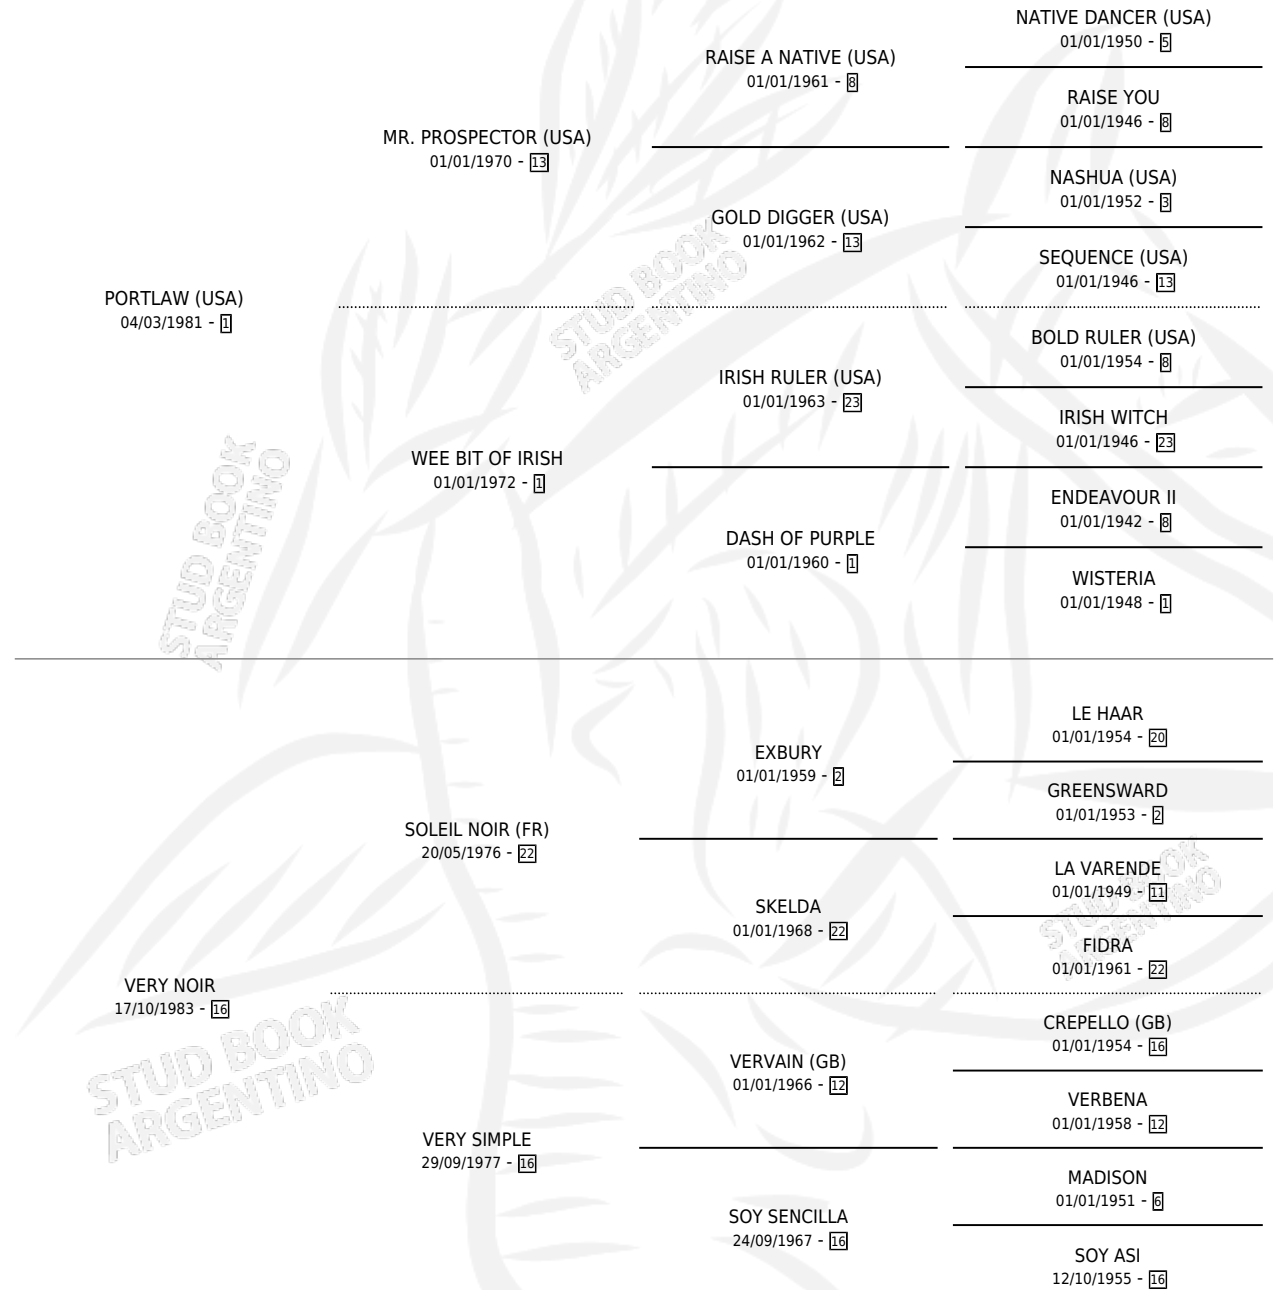 NATIVE DANCER (USA)
01/01/1950 - 5
RAISE A NATIVE (USA)
01/01/1961 - 8
RAISE YOU
01/01/1946 - 8
MR. PROSPECTOR (USA)
01/01/1970 - 13
NASHUA (USA)
01/01/1952 - 3
GOLD DIGGER (USA)
01/01/1962 - 13
SEQUENCE (USA)
01/01/1946 - 13
PORTLAW (USA)
04/03/1981 - 1
BOLD RULER (USA)
01/01/1954 - 8
IRISH RULER (USA)
01/01/1963 - 23
IRISH WITCH
01/01/1946 - 23
WEE BIT OF IRISH
01/01/1972 - 1
ENDEAVOUR II
01/01/1942 - 8
DASH OF PURPLE
01/01/1960 - 1
WISTERIA
01/01/1948 - 1
LE HAAR
01/01/1954 - 20
EXBURY
01/01/1959 - 2
GREENSWARD
01/01/1953 - 2
SOLEIL NOIR (FR)
20/05/1976 - 22
LA VARENDE
01/01/1949 - 11
SKELDA
01/01/1968 - 22
FIDRA
01/01/1961 - 22
VERY NOIR
17/10/1983 - 16
CREPELLO (GB)
01/01/1954 - 16
VERVAIN (GB)
01/01/1966 - 12
VERBENA
01/01/1958 - 12
VERY SIMPLE
29/09/1977 - 16
MADISON
01/01/1951 - 6
SOY SENCILLA
24/09/1967 - 16
SOY ASI
12/10/1955 - 16
STUD BOOK
ARGENTINO
STUD BOOK
ARGENTINO
STUD BOOK
ARGENTINO
STUD BOOK
ARGENTINO